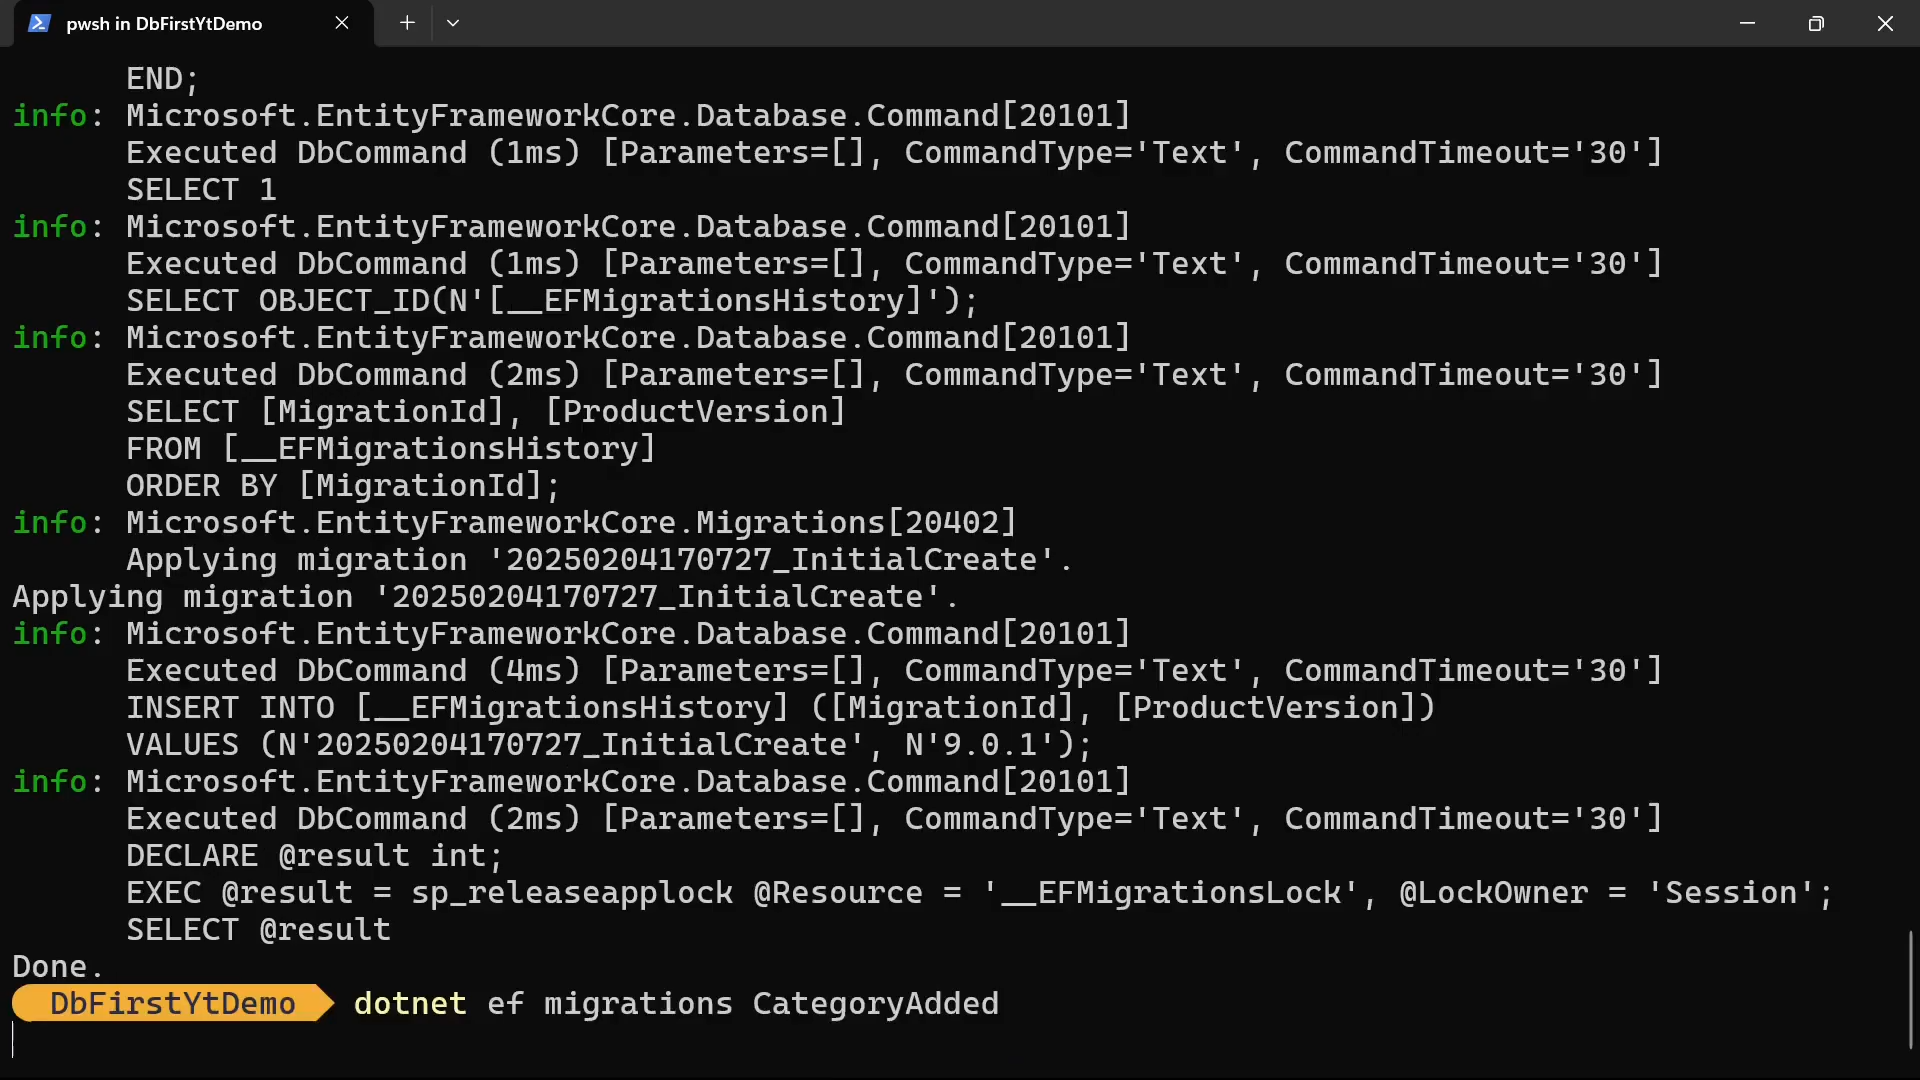 pwsh in DbFirstYtDemo
END;
info: Microsoft.EntityFrameworkCore.Database.Command[20101]
Executed DbCommand (1ms) [Parameters=[], CommandType='Text', CommandTimeout='30']
SELECT 1
info: Microsoft.EntityFrameworkCore.Database.Command[20101]
Executed DbCommand (1ms) [Parameters=[], CommandType='Text', CommandTimeout='30']
SELECT OBJECT_ID(N'[__EFMigrationsHistory]');
info: Microsoft.EntityFrameworkCore.Database.Command[20101]
Executed DbCommand (2ms) [Parameters=[], CommandType='Text', CommandTimeout='30']
SELECT [MigrationId], [ProductVersion]
FROM [__EFMigrationsHistory]
ORDER BY [MigrationId];
info: Microsoft.EntityFrameworkCore.Migrations[20402]
Applying migration '20250204170727_InitialCreate'.
Applying migration '20250204170727_InitialCreate'.
info: Microsoft.EntityFrameworkCore.Database.Command[20101]
Executed DbCommand (4ms) [Parameters=[], CommandType='Text', CommandTimeout='30']
INSERT INTO [__EFMigrationsHistory] ([MigrationId], [ProductVersion])
VALUES (N'20250204170727_InitialCreate', N'9.0.1');
info: Microsoft.EntityFrameworkCore.Database.Command[20101]
Executed DbCommand (2ms) [Parameters=[], CommandType='Text', CommandTimeout='30']
DECLARE @result int;
EXEC @result = sp_releaseapplock @Resource = '__EFMigrationsLock', @LockOwner = 'Session';
SELECT @result
Done.
DbFirstYtDemo dotnet ef migrations CategoryAdded